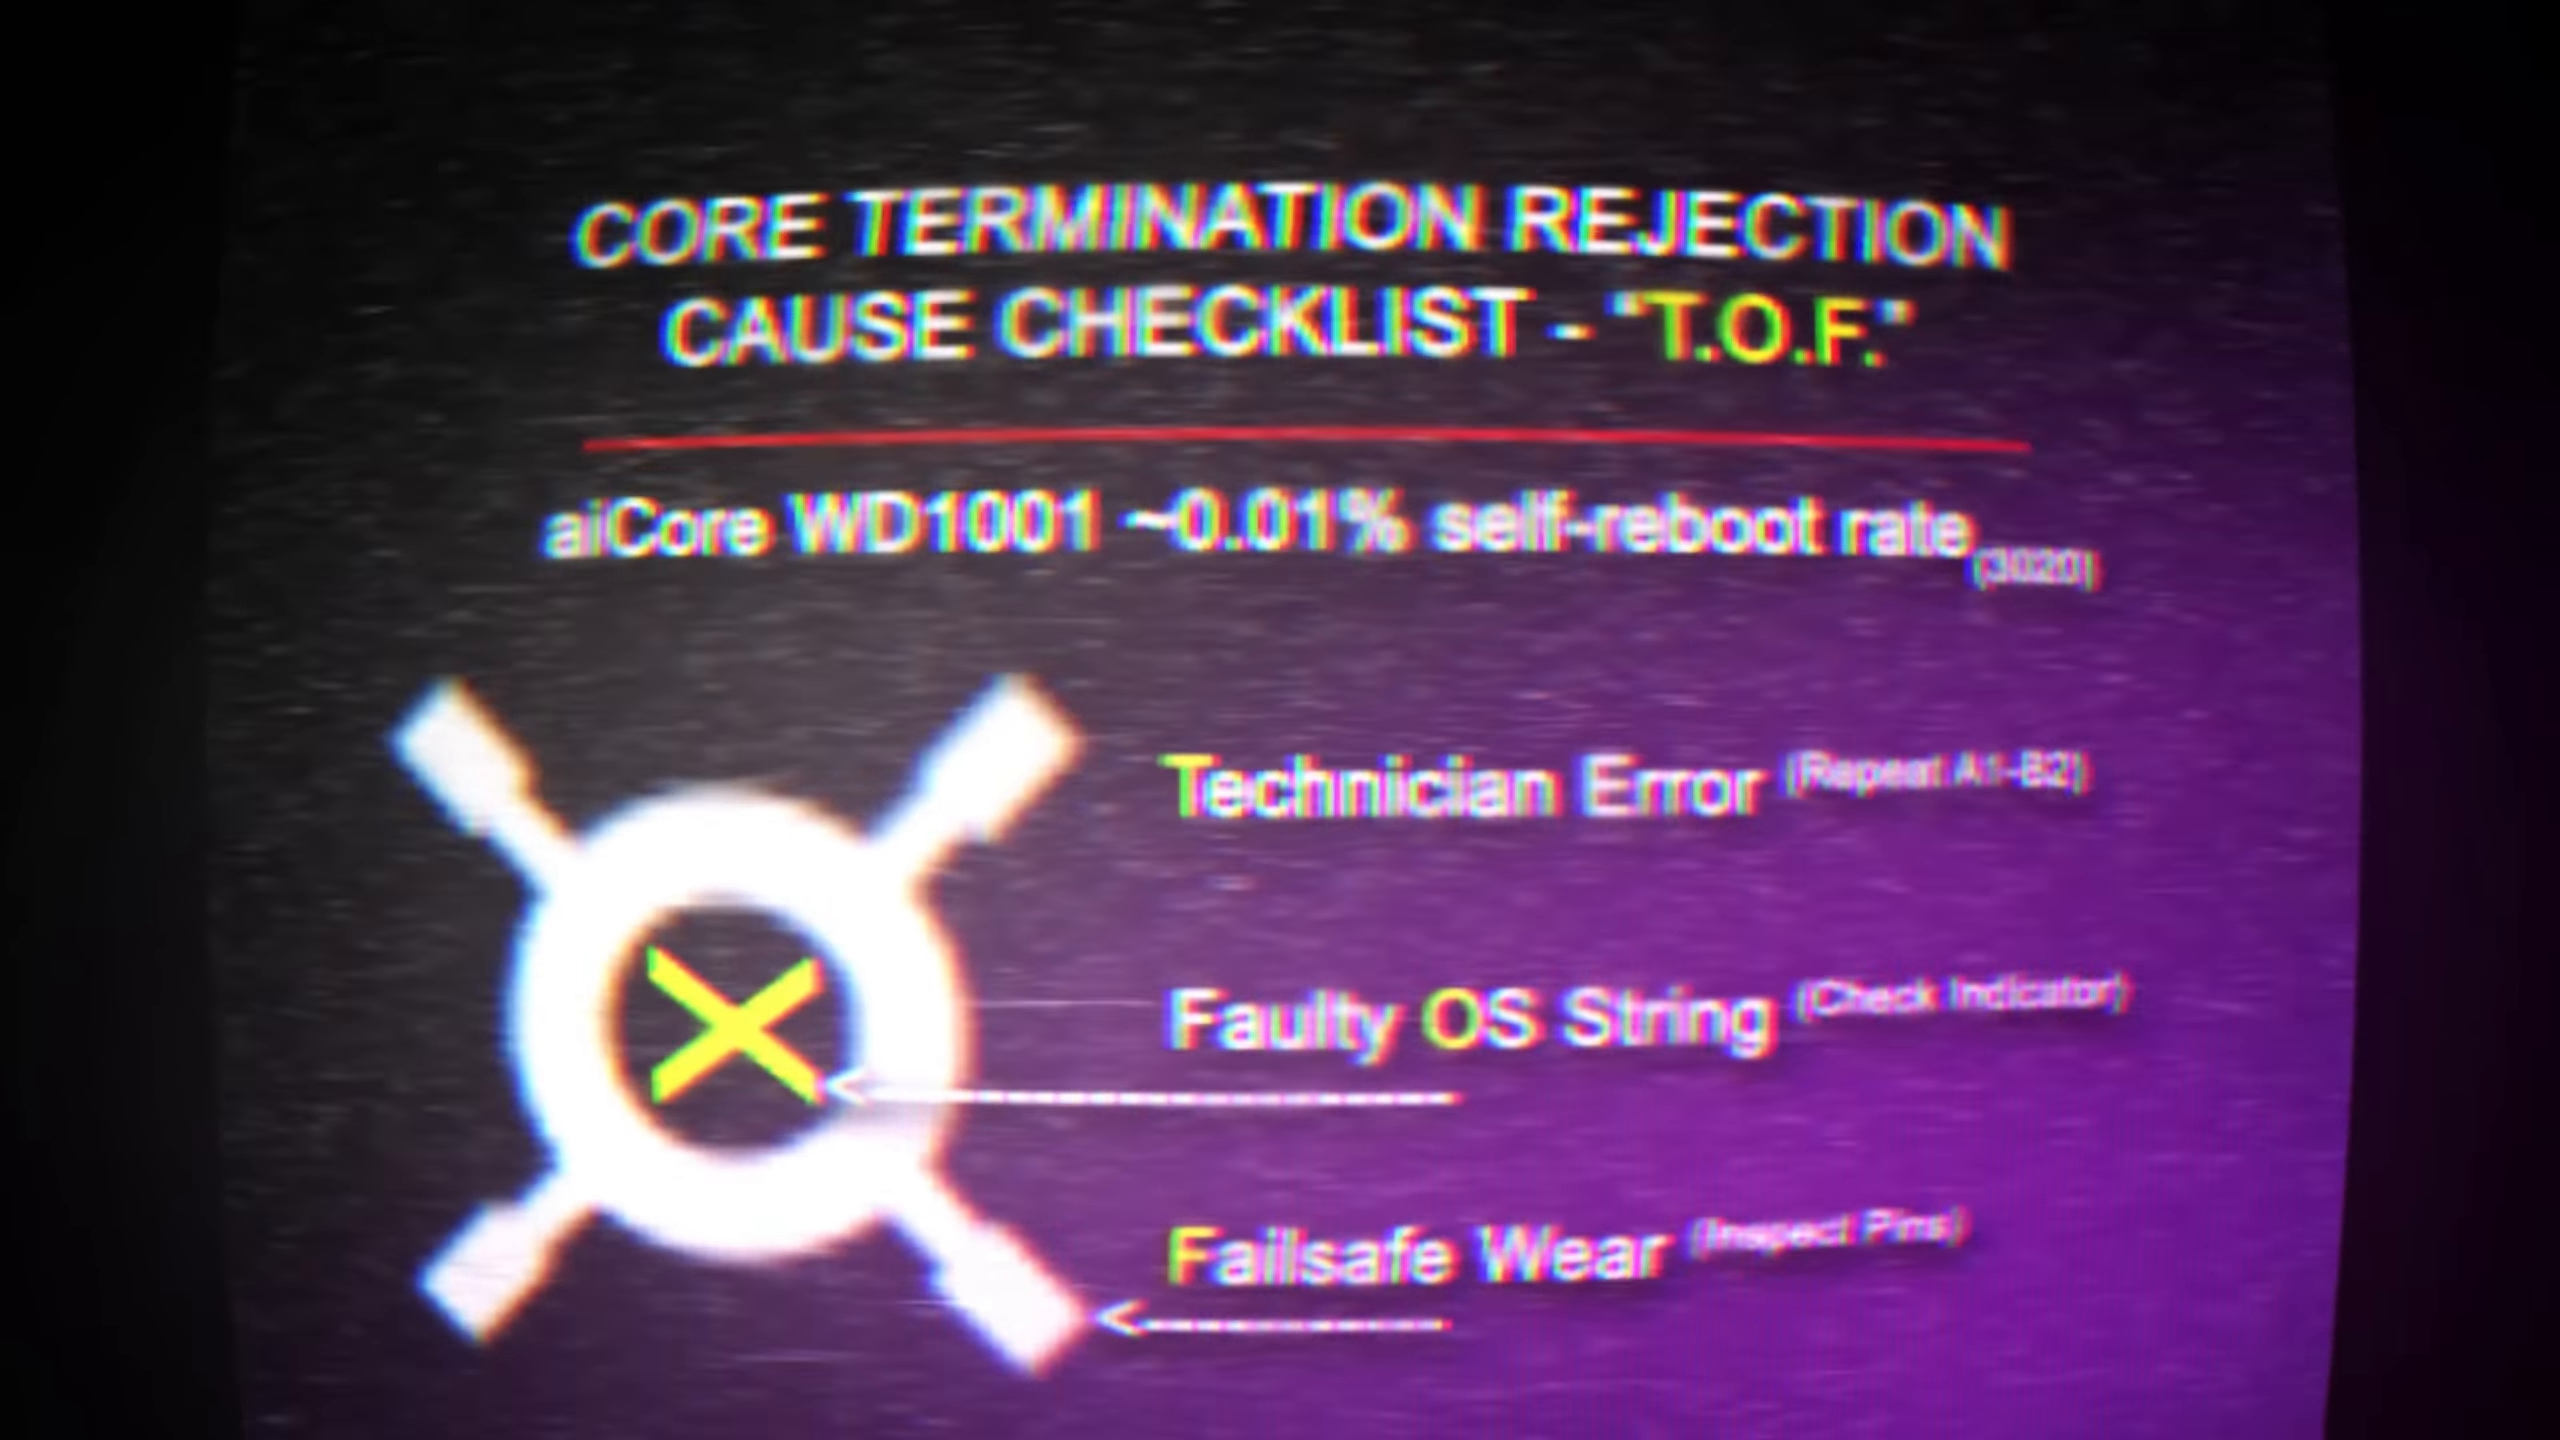 CORE TERMINATION REJECTION
CAUSE CHECKLIST - "T.O.F."
aiCore WD1001 ~0.01% self-reboot rate (3020)
Technician Error (Repeat A1-B2)
Faulty OS String (Check Indicator)
Failsafe Wear (Inspect Pins)